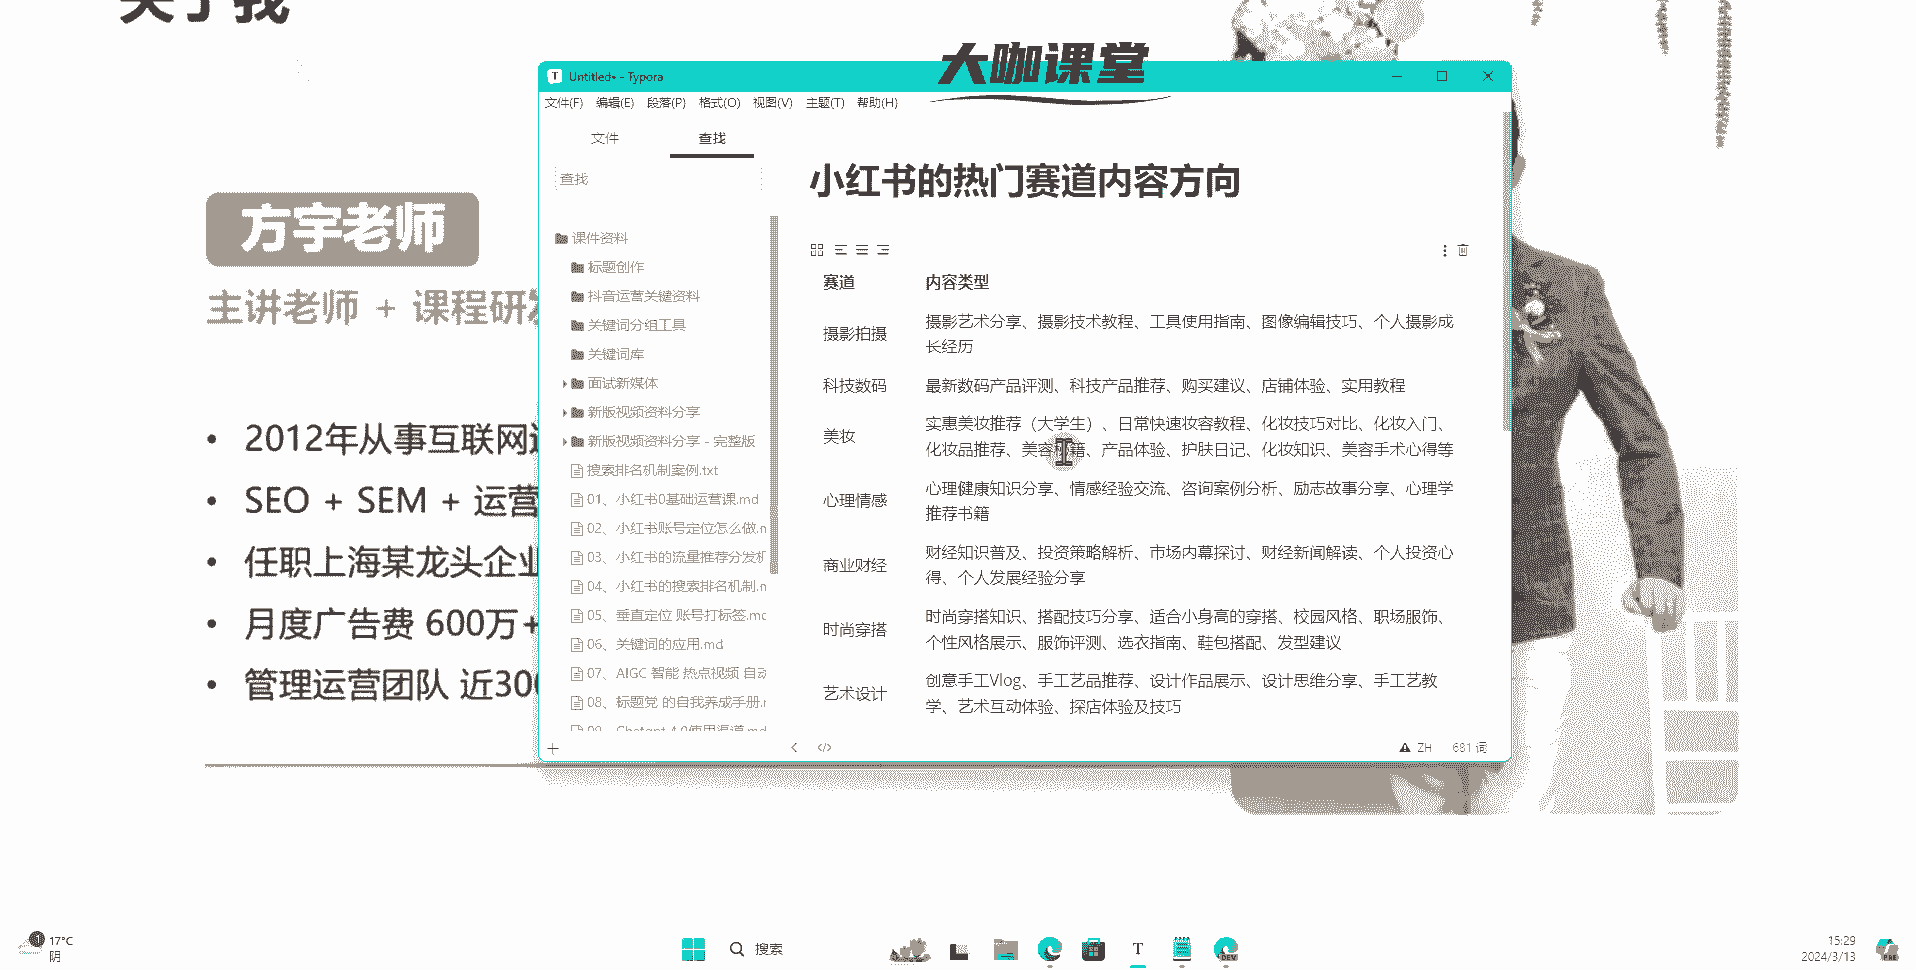 关于我
大咖课堂
Untitled• - Typora
文件(F) 编辑(E) 段落(P) 格式(O) 视图(V) 主题(T) 帮助(H)
文件 查找
查找
课件资料
标题创作
抖音运营关键资料
关键词分组工具
关键词库
面试新媒体
新版视频资料分享
新版视频资料分享 - 完整版
搜索排名机制案例.txt
01、小红书0基础运营课.md
02、小红书账号定位怎么做.m
03、小红书的流量推荐分发机
04、小红书的搜索排名机制.m
05、垂直定位 账号打标签.mc
06、关键词的应用.md
07、AIGC 智能 热点视频 自动
08、标题党 的自我养成手册.r
09、Chatgpt 4.0使用渠道.md
小红书的热门赛道内容方向
赛道 内容类型
摄影拍摄 摄影艺术分享、摄影技术教程、工具使用指南、图像编辑技巧、个人摄影成
长经历
科技数码 最新数码产品评测、科技产品推荐、购买建议、店铺体验、实用教程
美妆 实惠美妆推荐（大学生）、日常快速妆容教程、化妆技巧对比、化妆入门、
化妆品推荐、美容书籍、产品体验、护肤日记、化妆知识、美容手术心得等
心理情感 心理健康知识分享、情感经验交流、咨询案例分析、励志故事分享、心理学
推荐书籍
商业财经 财经知识普及、投资策略解析、市场内幕探讨、财经新闻解读、个人投资心
得、个人发展经验分享
时尚穿搭 时尚穿搭知识、搭配技巧分享、适合小身高的穿搭、校园风格、职场服饰、
个性风格展示、服饰评测、选衣指南、鞋包搭配、发型建议
艺术设计 创意手工Vlog、手工艺品推荐、设计作品展示、设计思维分享、手工艺教
学、艺术互动体验、探店体验及技巧
ZH 681 词
方宇老师
主讲老师 + 课程研发
• 2012年从事互联网
• SEO + SEM + 运营
• 任职上海某龙头企业
• 月度广告费 600万+
• 管理运营团队 近300
1
17°C
阴
搜索
T
DEV
15:29
2024/3/13
PRE